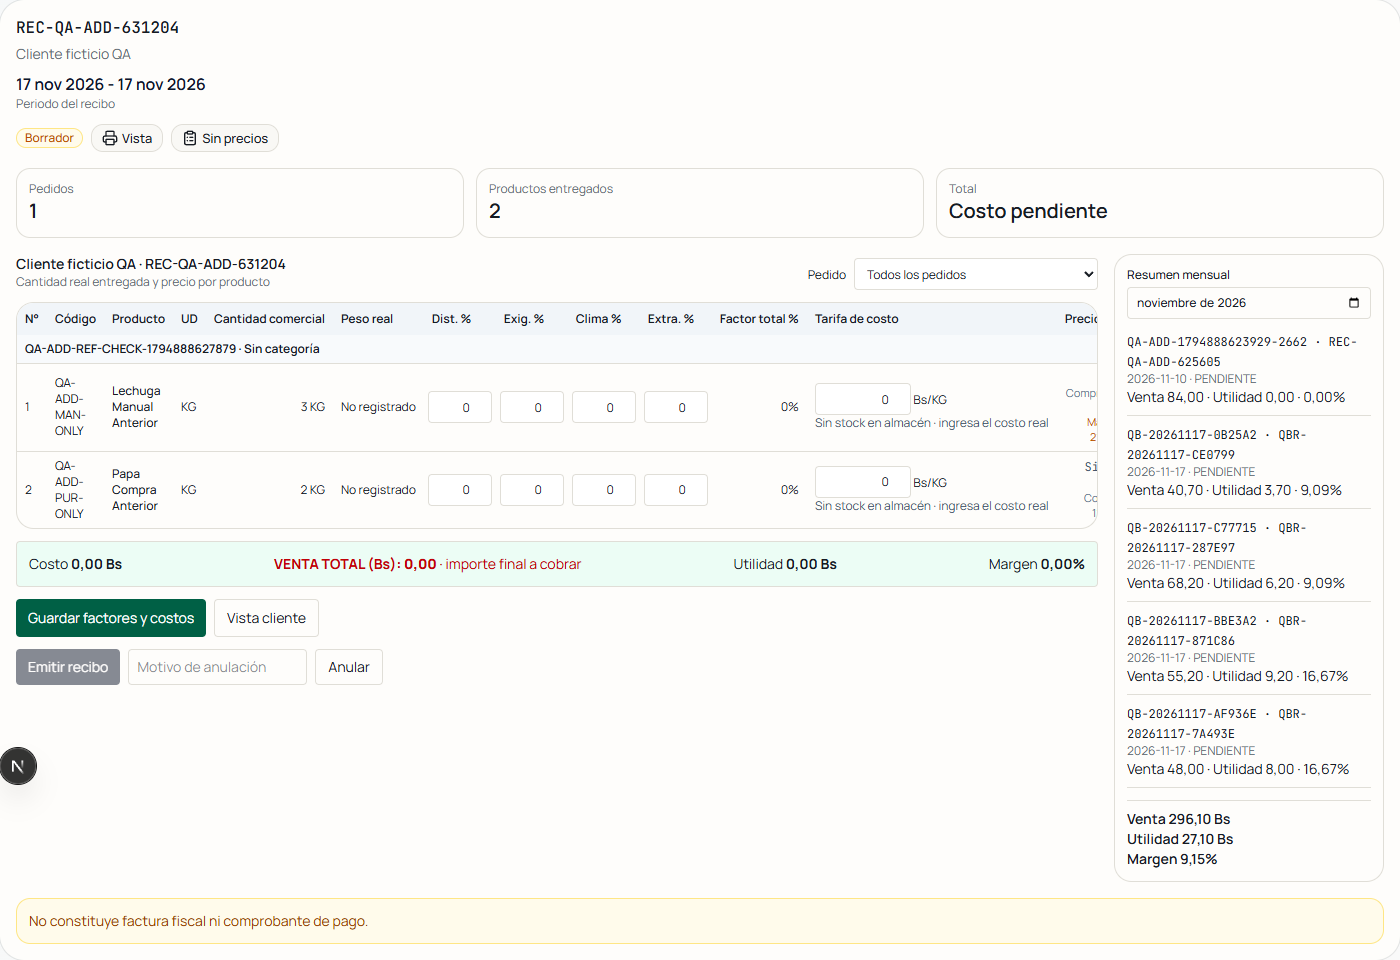 REC-QA-ADD-631204
Cliente ficticio QA
17 nov 2026 - 17 nov 2026
Periodo del recibo
Borrador
Vista
Sin precios
Pedidos
1
Productos entregados
2
Total
Costo pendiente
Cliente ficticio QA · REC-QA-ADD-631204
Cantidad real entregada y precio por producto
Pedido
Todos los pedidos
N° Código Producto UD Cantidad comercial Peso real Dist. % Exig. % Clima % Extra. % Factor total % Tarifa de costo
QA-ADD-REF-CHECK-1794888627879 · Sin categoría
1
QA-
ADD-
MAN-
ONLY
Lechuga
Manual
Anterior
KG
3 KG
No registrado
0
0
0
0
0%
0 Bs/KG
Sin stock en almacén · ingresa el costo real
2
QA-
ADD-
PUR-
ONLY
Papa
Compra
Anterior
KG
2 KG
No registrado
0
0
0
0
0%
0 Bs/KG
Sin stock en almacén · ingresa el costo real
Costo 0,00 Bs
VENTA TOTAL (Bs): 0,00 · importe final a cobrar
Utilidad 0,00 Bs
Margen 0,00%
Guardar factores y costos
Vista cliente
Emitir recibo
Motivo de anulación
Anular
N
Resumen mensual
noviembre de 2026
QA-ADD-1794888623929-2662 · REC-
QA-ADD-625605
2026-11-10 · PENDIENTE
Venta 84,00 · Utilidad 0,00 · 0,00%
QB-20261117-0B25A2 · QBR-
20261117-CE0799
2026-11-17 · PENDIENTE
Venta 40,70 · Utilidad 3,70 · 9,09%
QB-20261117-C77715 · QBR-
20261117-287E97
2026-11-17 · PENDIENTE
Venta 68,20 · Utilidad 6,20 · 9,09%
QB-20261117-BBE3A2 · QBR-
20261117-871C86
2026-11-17 · PENDIENTE
Venta 55,20 · Utilidad 9,20 · 16,67%
QB-20261117-AF936E · QBR-
20261117-7A493E
2026-11-17 · PENDIENTE
Venta 48,00 · Utilidad 8,00 · 16,67%
Venta 296,10 Bs
Utilidad 27,10 Bs
Margen 9,15%
No constituye factura fiscal ni comprobante de pago.